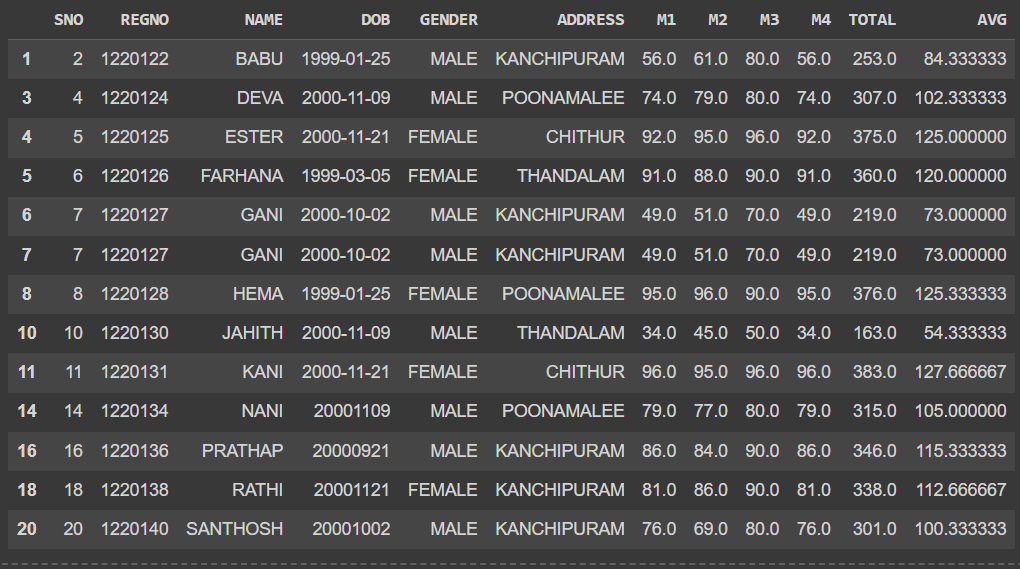 SNO REGNO NAME DOB GENDER ADDRESS M1 M2 M3 M4 TOTAL AVG
1 2 1220122 BABU 1999-01-25 MALE KANCHIPURAM 56.0 61.0 80.0 56.0 253.0 84.333333
3 4 1220124 DEVA 2000-11-09 MALE POONAMALEE 74.0 79.0 80.0 74.0 307.0 102.333333
4 5 1220125 ESTER 2000-11-21 FEMALE CHITHUR 92.0 95.0 96.0 92.0 375.0 125.000000
5 6 1220126 FARHANA 1999-03-05 FEMALE THANDALAM 91.0 88.0 90.0 91.0 360.0 120.000000
6 7 1220127 GANI 2000-10-02 MALE KANCHIPURAM 49.0 51.0 70.0 49.0 219.0 73.000000
7 7 1220127 GANI 2000-10-02 MALE KANCHIPURAM 49.0 51.0 70.0 49.0 219.0 73.000000
8 8 1220128 HEMA 1999-01-25 FEMALE POONAMALEE 95.0 96.0 90.0 95.0 376.0 125.333333
10 10 1220130 JAHITH 2000-11-09 MALE THANDALAM 34.0 45.0 50.0 34.0 163.0 54.333333
11 11 1220131 KANI 2000-11-21 FEMALE CHITHUR 96.0 95.0 96.0 96.0 383.0 127.666667
14 14 1220134 NANI 20001109 MALE POONAMALEE 79.0 77.0 80.0 79.0 315.0 105.000000
16 16 1220136 PRATHAP 20000921 MALE KANCHIPURAM 86.0 84.0 90.0 86.0 346.0 115.333333
18 18 1220138 RATHI 20001121 FEMALE KANCHIPURAM 81.0 86.0 90.0 81.0 338.0 112.666667
20 20 1220140 SANTHOSH 20001002 MALE KANCHIPURAM 76.0 69.0 80.0 76.0 301.0 100.333333